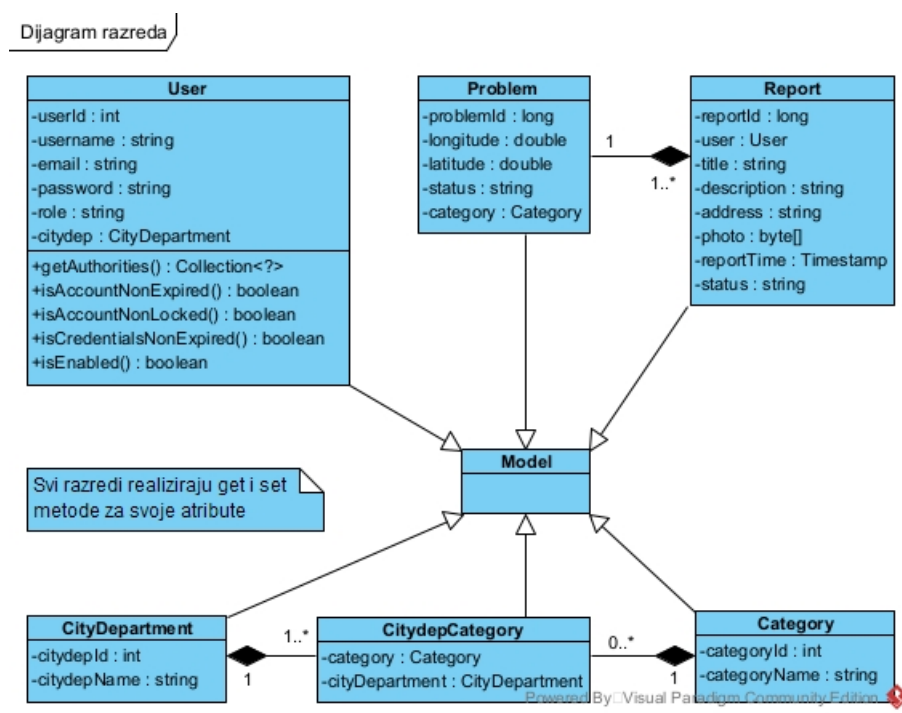 Dijagram razreda
User
-userId : int
-username : string
-email : string
-password : string
-role : string
-citydep : CityDepartment
+getAuthorities() : Collection<?>
+isAccountNonExpired() : boolean
+isAccountNonLocked() : boolean
+isCredentialsNonExpired() : boolean
+isEnabled() : boolean
Problem
-problemId : long
-longitude : double
-latitude : double
-status : string
-category : Category
1
1..*
Report
-reportId : long
-user : User
-title : string
-description : string
-address : string
-photo : byte[]
-reportTime : Timestamp
-status : string
Model
Svi razredi realiziraju get i set
metode za svoje atribute
CityDepartment
-citydepId : int
-citydepName : string
1..*
1
CitydepCategory
-category : Category
-cityDepartment : CityDepartment
0..*
1
Category
-categoryId : int
-categoryName : string
Powered By Visual Paradigm Community Edition